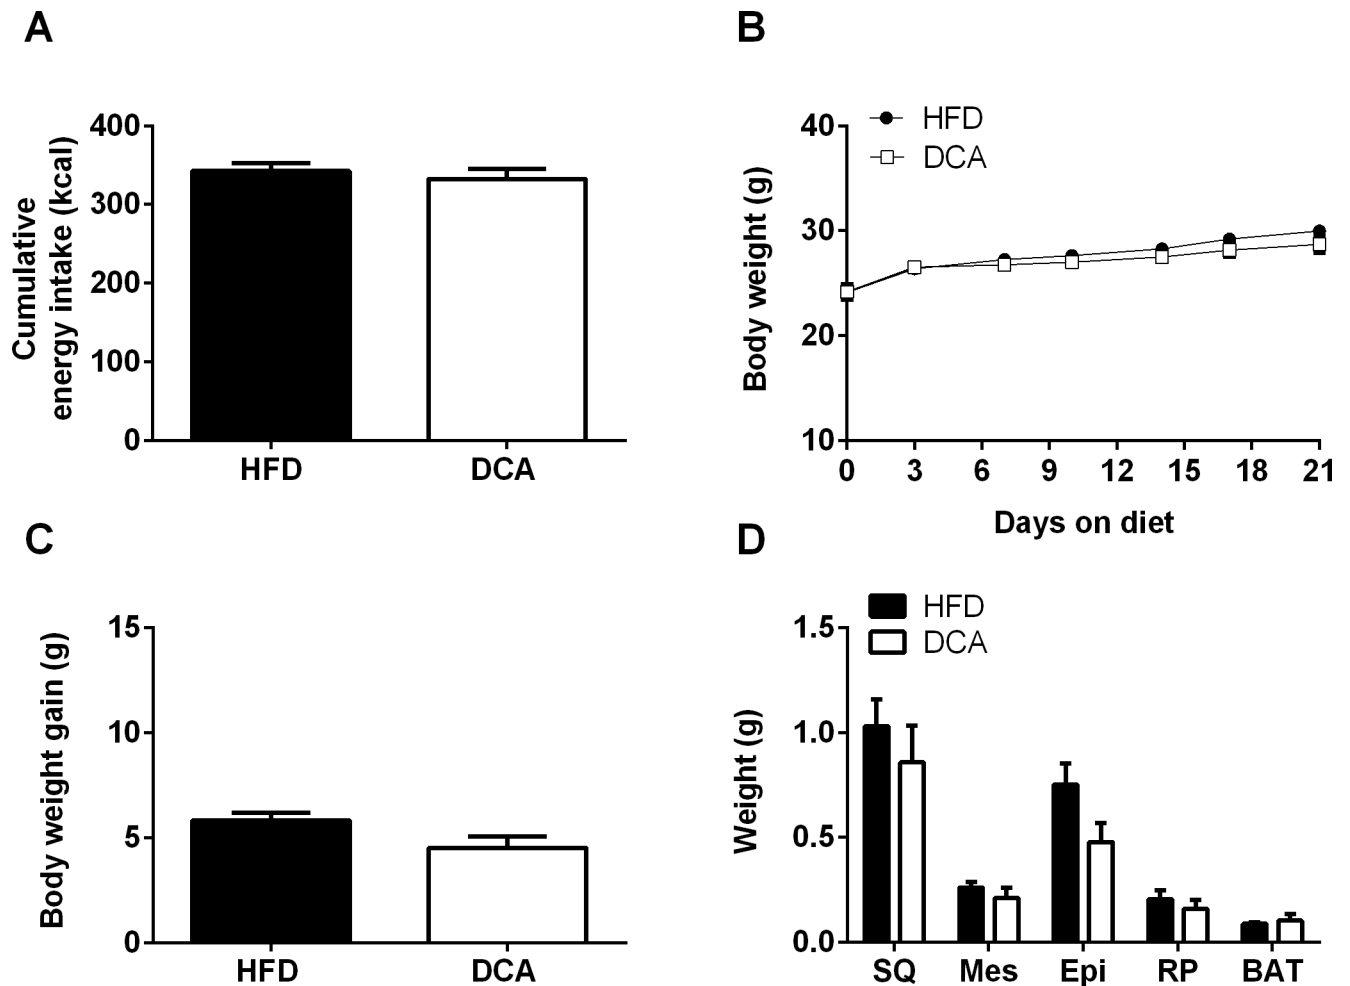 A
400
300
200
100
0
Cumulative
energy intake (kcal)
HFD
DCA
B
HFD
DCA
40
30
20
10
Body weight (g)
0 3 6 9 12 15 18 21
Days on diet
C
15
10
5
0
Body weight gain (g)
HFD
DCA
D
HFD
DCA
1.5
1.0
0.5
0.0
Weight (g)
SQ Mes Epi RP BAT